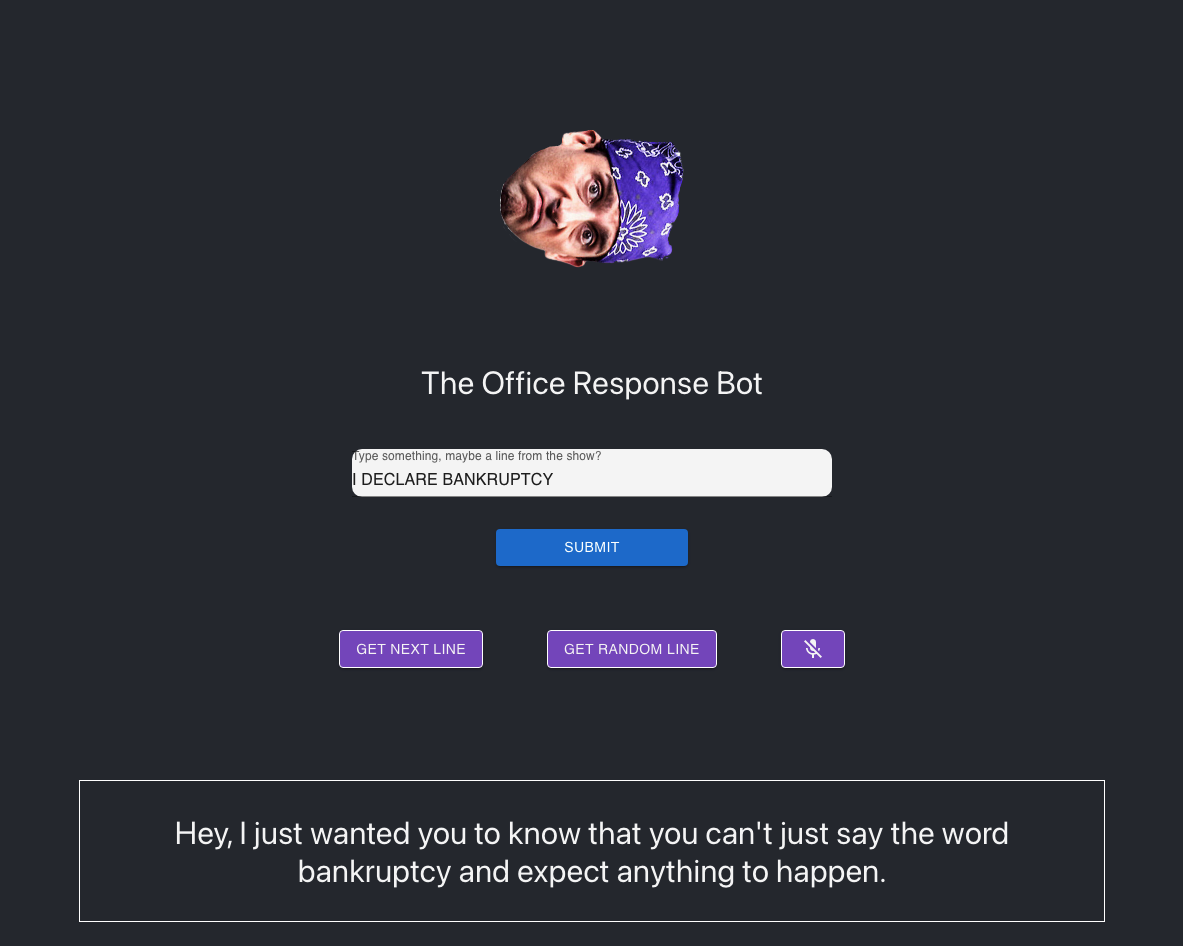 The Office Response Bot
Type something, maybe a line from the show?
I DECLARE BANKRUPTCY
SUBMIT
GET NEXT LINE
GET RANDOM LINE
Hey, I just wanted you to know that you can't just say the word
bankruptcy and expect anything to happen.